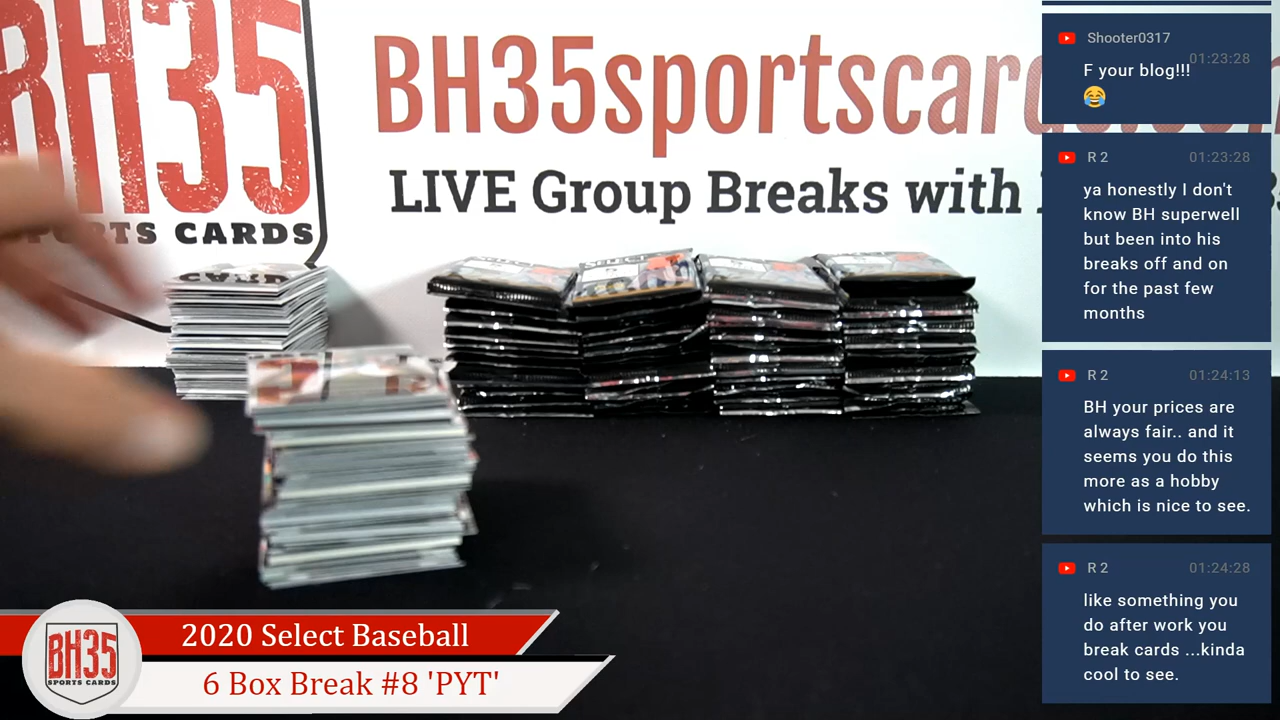 BH35
SPORTS CARDS
BH35sportscards.com
LIVE Group Breaks with
SELECT
Shooter0317
01:23:28
F your blog!!!
😂
R 2
01:23:28
ya honestly I don't
know BH superwell
but been into his
breaks off and on
for the past few
months
R 2
01:24:13
BH your prices are
always fair.. and it
seems you do this
more as a hobby
which is nice to see.
R 2
01:24:28
like something you
do after work you
break cards ...kinda
cool to see.
BH35
SPORTS CARDS
2020 Select Baseball
6 Box Break #8 'PYT'